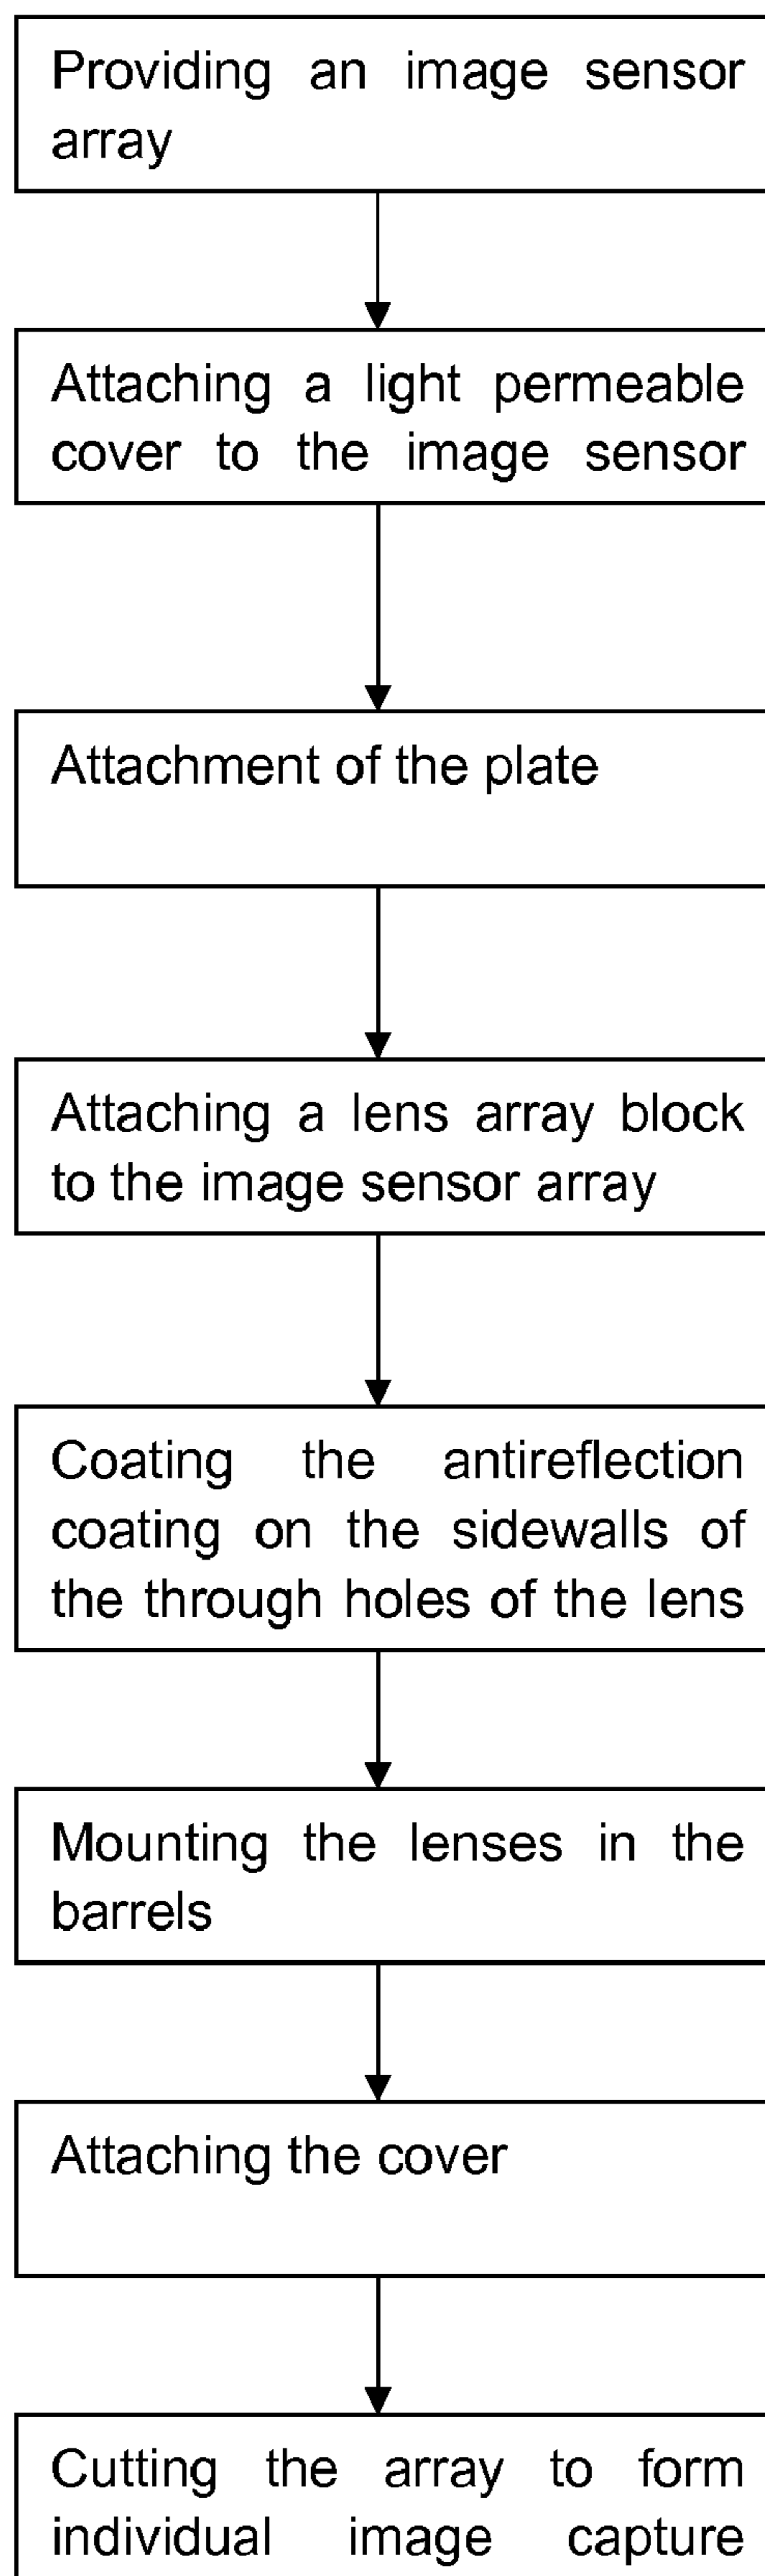 Providing an image sensor
array
Attaching a light permeable
cover to the image sensor
Attachment of the plate
Attaching a lens array block
to the image sensor array
Coating the antireflection
coating on the sidewalls of
the through holes of the lens
Mounting the lenses in the
barrels
Attaching the cover
Cutting the array to form
individual image capture